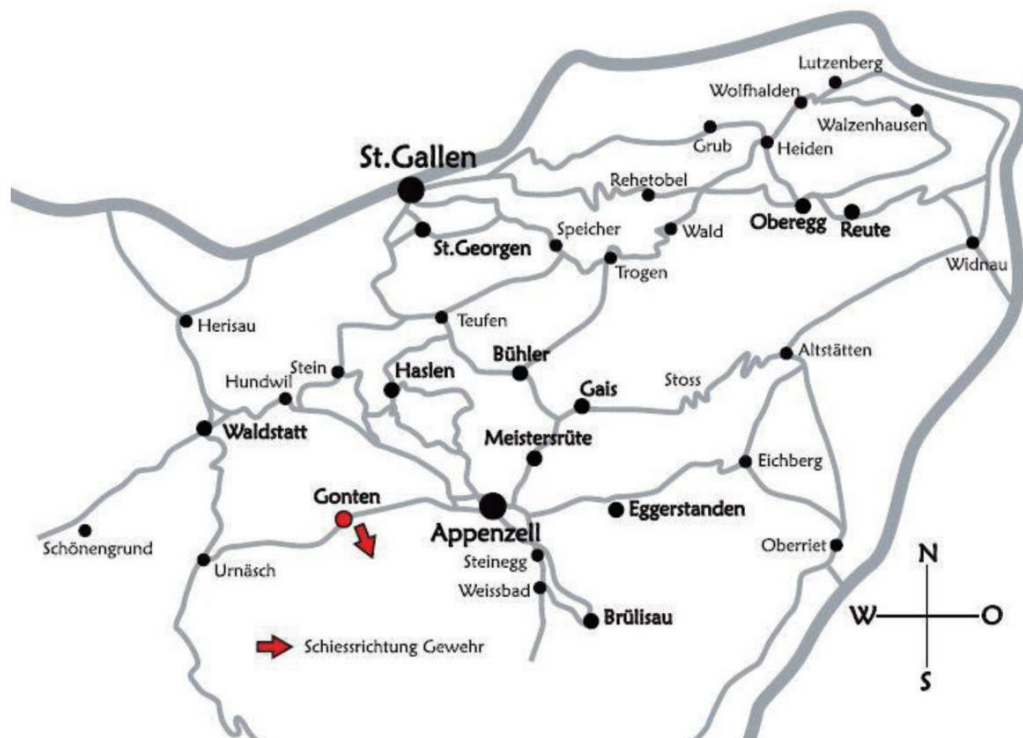 Lutzenberg
Wolfhalden
Walzenhausen
Grub
Heiden
St.Gallen
Rehetobel
Oberegg
Reute
St.Georgen
Speicher
Wald
Trogen
Widnau
Herisau
Teufen
Altstätten
Stein
Haslen
Bühler
Stoss
Hundwil
Gais
Waldstatt
Meistersrüte
Eichberg
Gonten
Appenzell
Eggerstanden
Schönengrund
Urnäsch
Steinegg
Oberriet
Weissbad
Brülisau
Schiessrichtung Gewehr
N
W
O
S